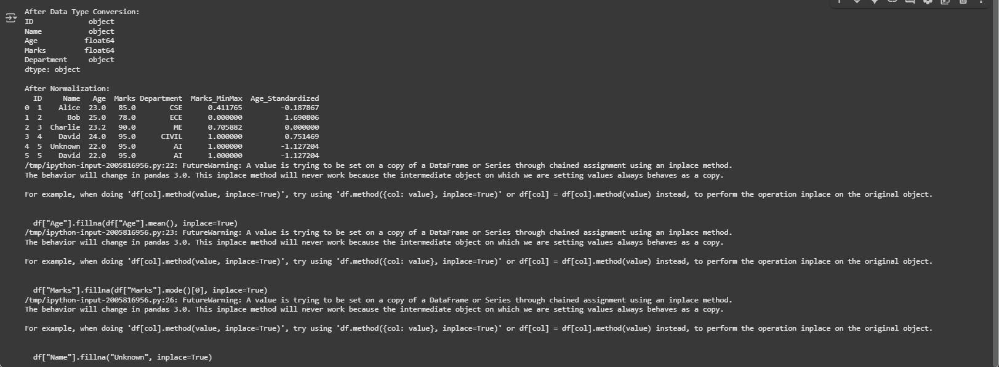 After Data Type Conversion:
ID             object
Name           object
Age           float64
Marks         float64
Department     object
dtype: object
After Normalization:
  ID     Name   Age  Marks Department  Marks_MinMax  Age_Standardized
0  1    Alice  23.0   85.0        CSE      0.411765         -0.187867
1  2      Bob  25.0   78.0        ECE      0.000000          1.690806
2  3  Charlie  23.2   90.0         ME      0.705882          0.000000
3  4    David  24.0   95.0      CIVIL      1.000000          0.751469
4  5  Unknown  22.0   95.0         AI      1.000000         -1.127204
5  5    David  22.0   95.0         AI      1.000000         -1.127204
/tmp/ipython-input-2005816956.py:22: FutureWarning: A value is trying to be set on a copy of a DataFrame or Series through chained assignment using an inplace method.
The behavior will change in pandas 3.0. This inplace method will never work because the intermediate object on which we are setting values always behaves as a copy.
For example, when doing 'df[col].method(value, inplace=True)', try using 'df.method({col: value}, inplace=True)' or df[col] = df[col].method(value) instead, to perform the operation inplace on the original object.
  df["Age"].fillna(df["Age"].mean(), inplace=True)
/tmp/ipython-input-2005816956.py:23: FutureWarning: A value is trying to be set on a copy of a DataFrame or Series through chained assignment using an inplace method.
The behavior will change in pandas 3.0. This inplace method will never work because the intermediate object on which we are setting values always behaves as a copy.
For example, when doing 'df[col].method(value, inplace=True)', try using 'df.method({col: value}, inplace=True)' or df[col] = df[col].method(value) instead, to perform the operation inplace on the original object.
  df["Marks"].fillna(df["Marks"].mode()[0], inplace=True)
/tmp/ipython-input-2005816956.py:26: FutureWarning: A value is trying to be set on a copy of a DataFrame or Series through chained assignment using an inplace method.
The behavior will change in pandas 3.0. This inplace method will never work because the intermediate object on which we are setting values always behaves as a copy.
For example, when doing 'df[col].method(value, inplace=True)', try using 'df.method({col: value}, inplace=True)' or df[col] = df[col].method(value) instead, to perform the operation inplace on the original object.
  df["Name"].fillna("Unknown", inplace=True)